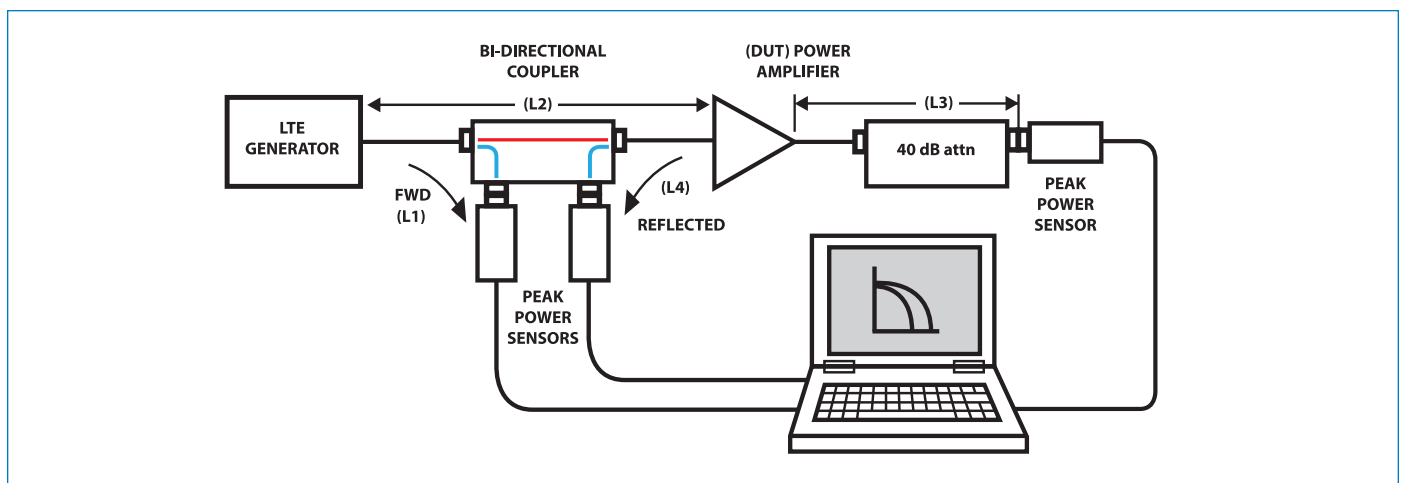 BI-DIRECTIONAL
COUPLER
(DUT) POWER
AMPLIFIER
LTE
GENERATOR
(L2)
(L3)
40 dB attn
FWD
(L1)
(L4)
REFLECTED
PEAK
POWER
SENSOR
PEAK
POWER
SENSORS